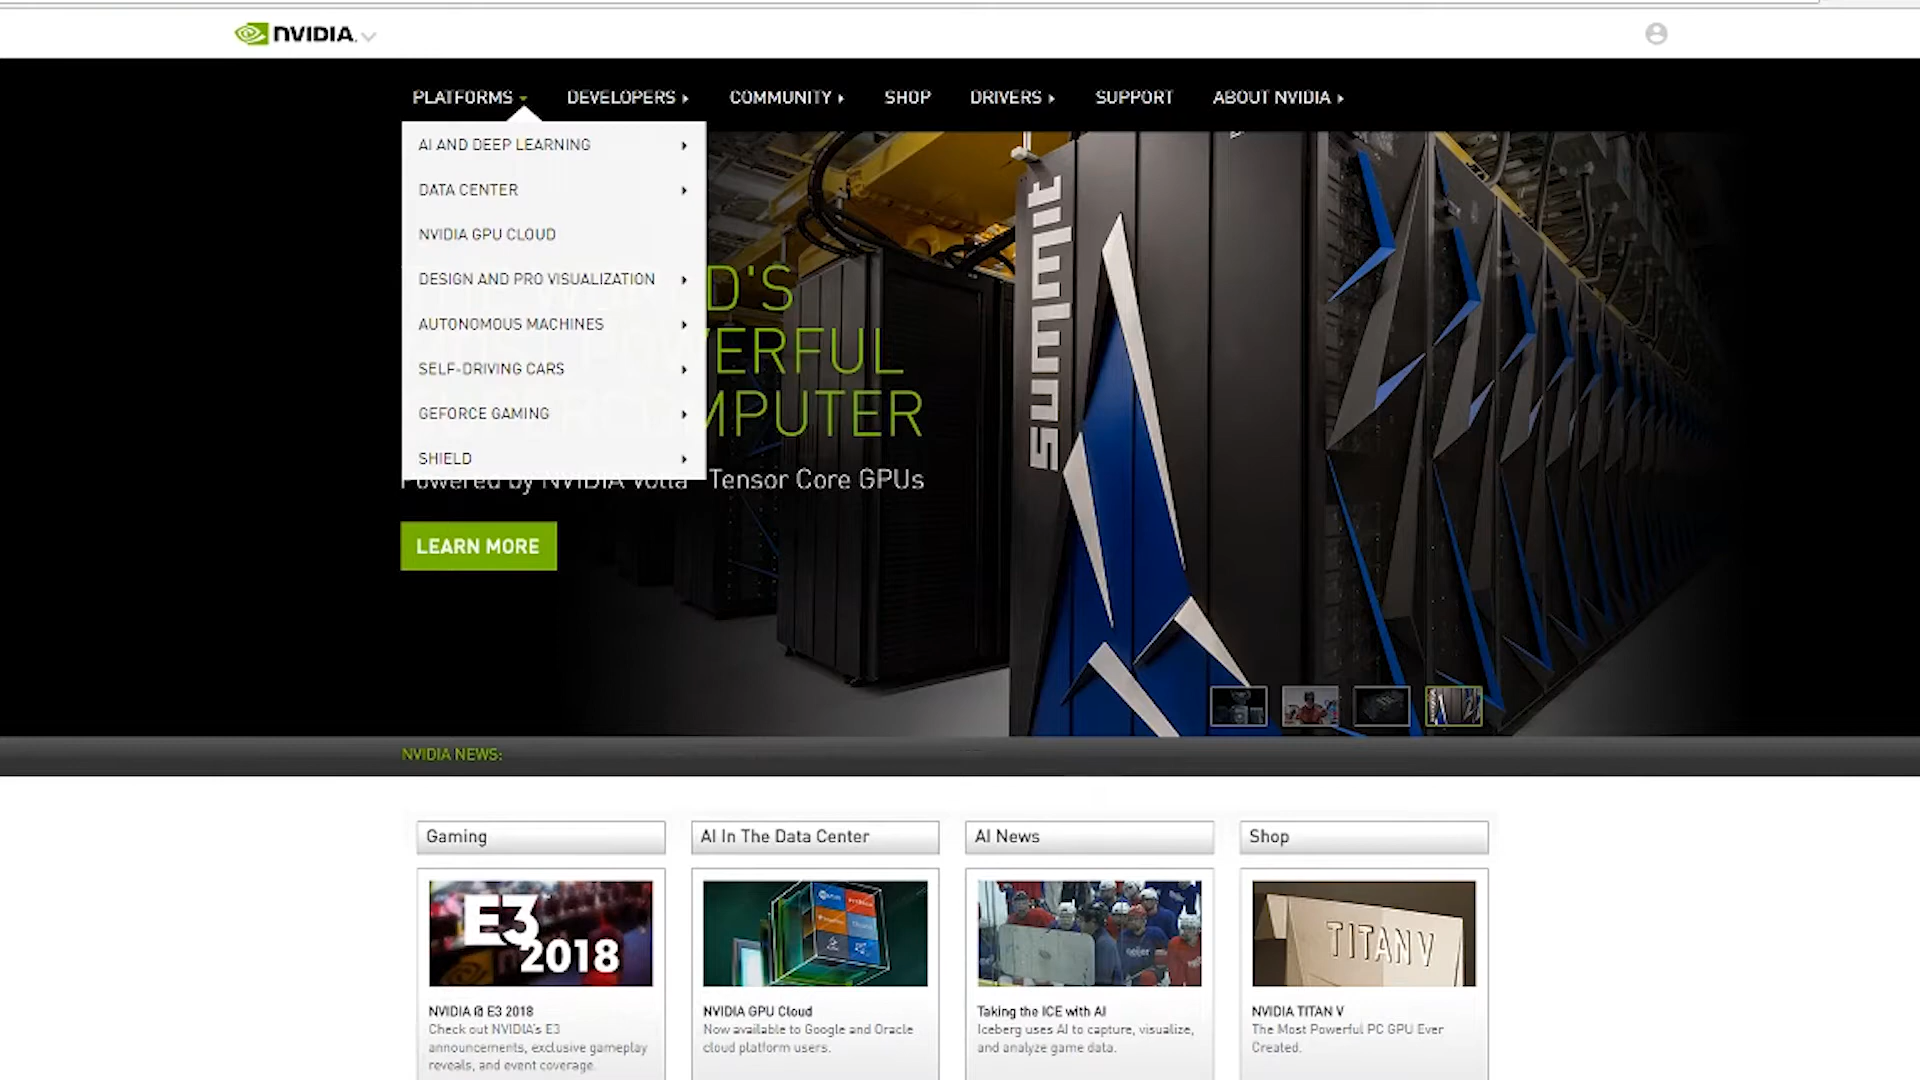 NVIDIA.
PLATFORMS DEVELOPERS COMMUNITY SHOP DRIVERS SUPPORT ABOUT NVIDIA
AI AND DEEP LEARNING
DATA CENTER
NVIDIA GPU CLOUD
DESIGN AND PRO VISUALIZATION
AUTONOMOUS MACHINES
SELF-DRIVING CARS
GEFORCE GAMING
SHIELD
D'S
WERFUL
MPUTER
Powered by NVIDIA Volta Tensor Core GPUs
LEARN MORE
summit
NVIDIA NEWS:
Gaming
E3
2018
NVIDIA @ E3 2018
Check out NVIDIA's E3
announcements, exclusive gameplay
reveals, and event coverage.
AI In The Data Center
NVIDIA GPU Cloud
Now available to Google and Oracle
cloud platform users.
AI News
meijer
Taking the ICE with AI
Iceberg uses AI to capture, visualize,
and analyze game data.
Shop
TITAN V
NVIDIA TITAN V
The Most Powerful PC GPU Ever
Created.